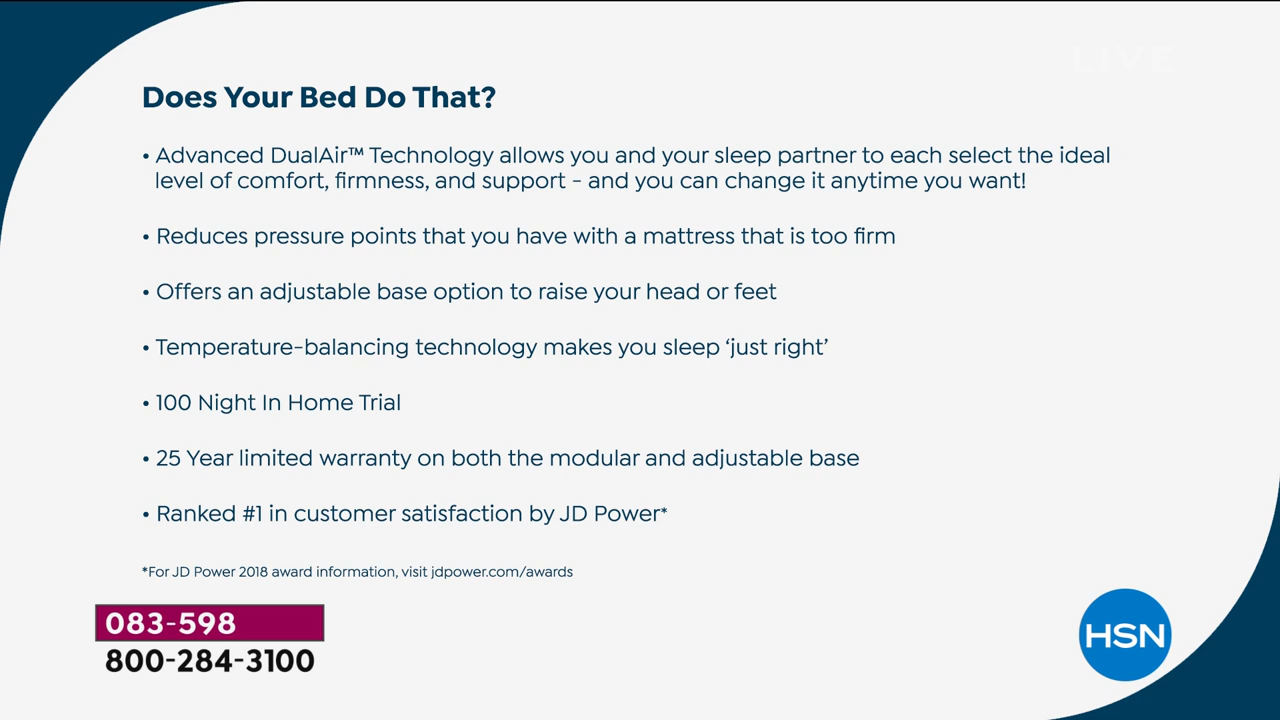 LIVE
Does Your Bed Do That?
• Advanced DualAir™ Technology allows you and your sleep partner to each select the ideal
level of comfort, firmness, and support - and you can change it anytime you want!
• Reduces pressure points that you have with a mattress that is too firm
• Offers an adjustable base option to raise your head or feet
• Temperature-balancing technology makes you sleep ‘just right’
• 100 Night In Home Trial
• 25 Year limited warranty on both the modular and adjustable base
• Ranked #1 in customer satisfaction by JD Power*
*For JD Power 2018 award information, visit jdpower.com/awards
083-598
800-284-3100
HSN